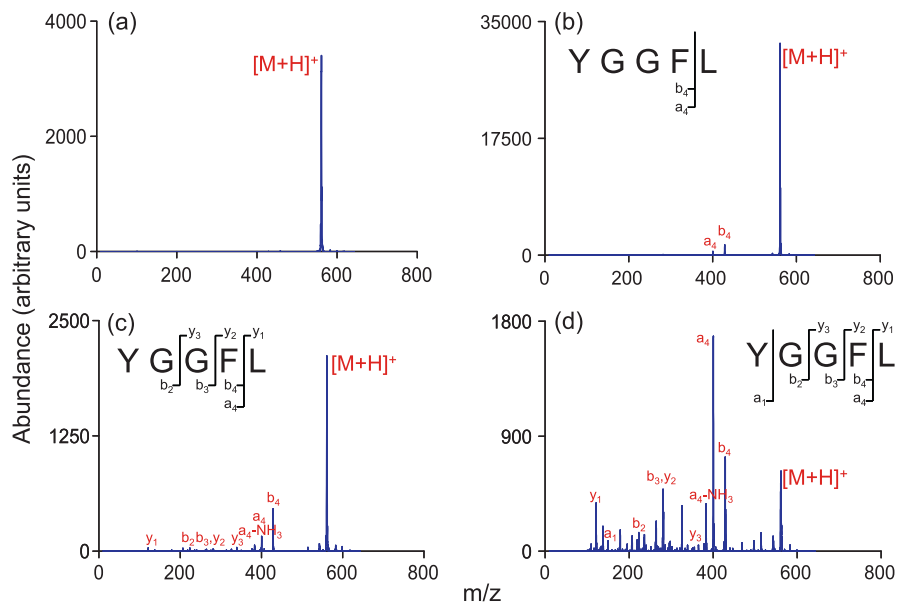 Abundance (arbitrary units)
(a)
4000
2000
0
[M+H]+
0 200 400 600 800
(b)
35000
17500
0
Y G G F L
b4
a4
[M+H]+
a4 b4
0 200 400 600 800
(c)
2500
1250
0
y3 y2 y1
Y G G F L
b2 b3 b4
a4
[M+H]+
b4
a4
a4-NH3
y1 b2 b3,y2 y3
0 200 400 600 800
(d)
1800
900
0
a4
y3 y2 y1
Y G G F L
b2 b3 b4
a1 a4
b4
[M+H]+
b3,y2 a4-NH3
y1
a1 b2 y3
0 200 400 600 800
m/z